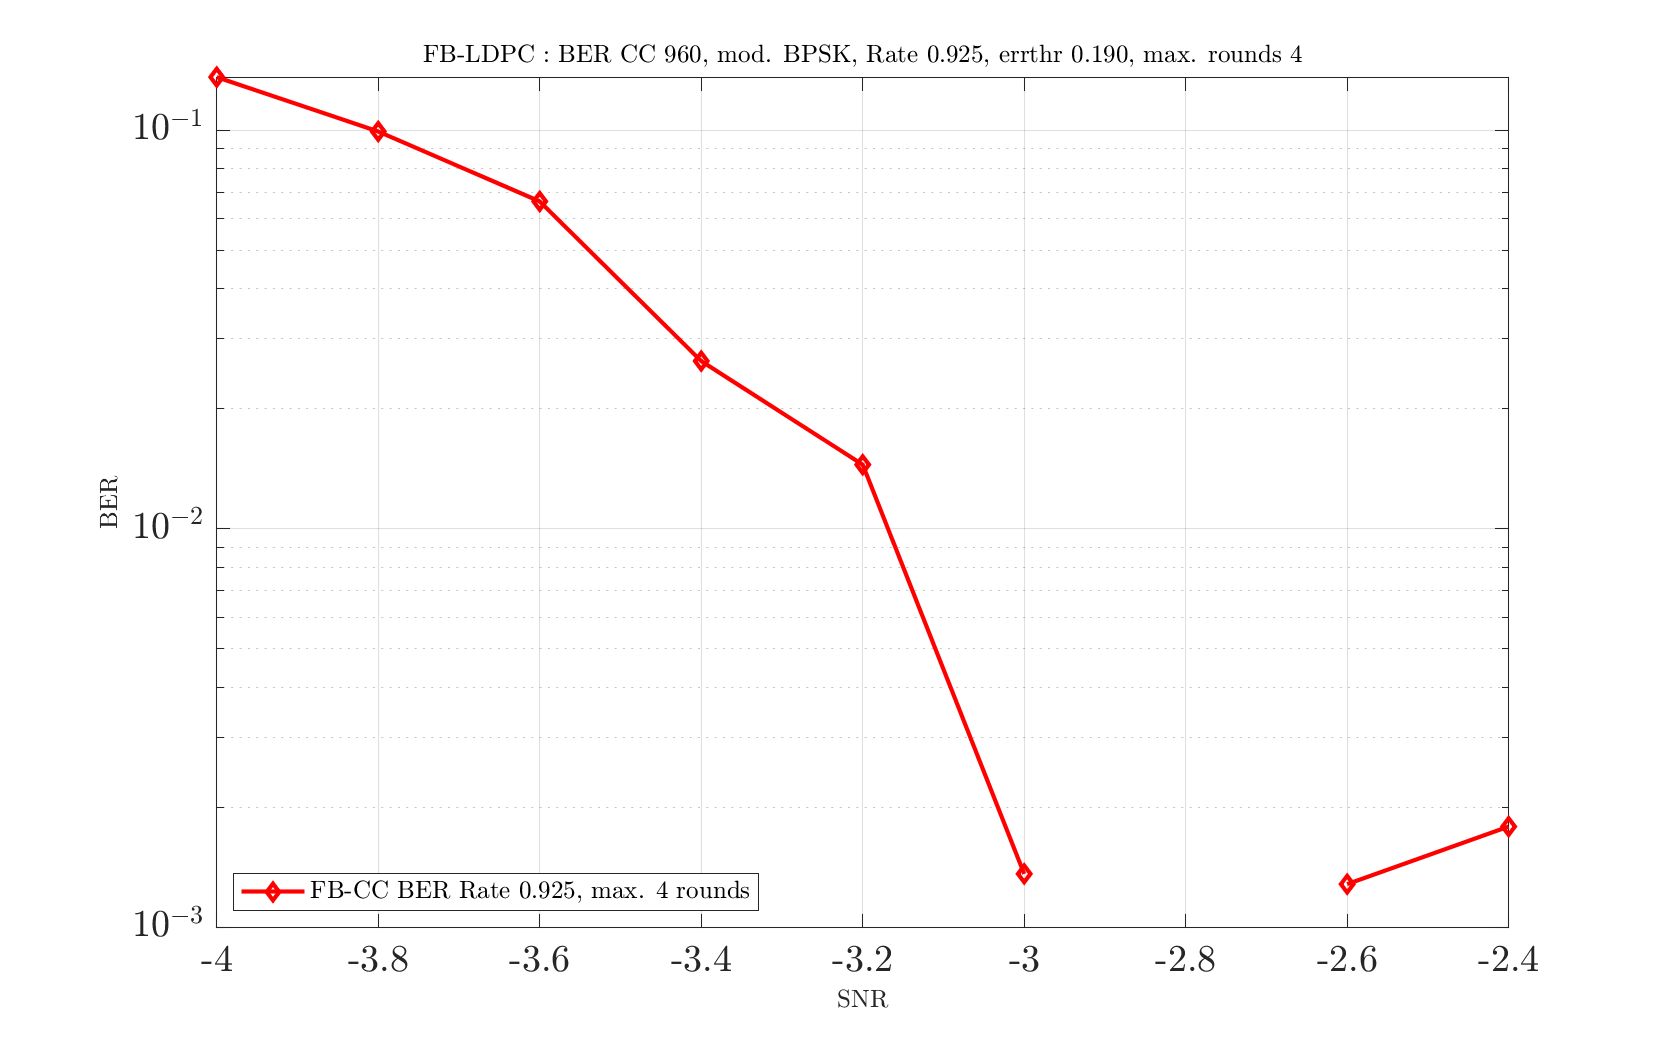 FB-LDPC : BER CC 960, mod. BPSK, Rate 0.925, errthr 0.190, max. rounds 4
10⁻¹
10⁻²
10⁻³
BER
FB-CC BER Rate 0.925, max. 4 rounds
-4 -3.8 -3.6 -3.4 -3.2 -3 -2.8 -2.6 -2.4
SNR